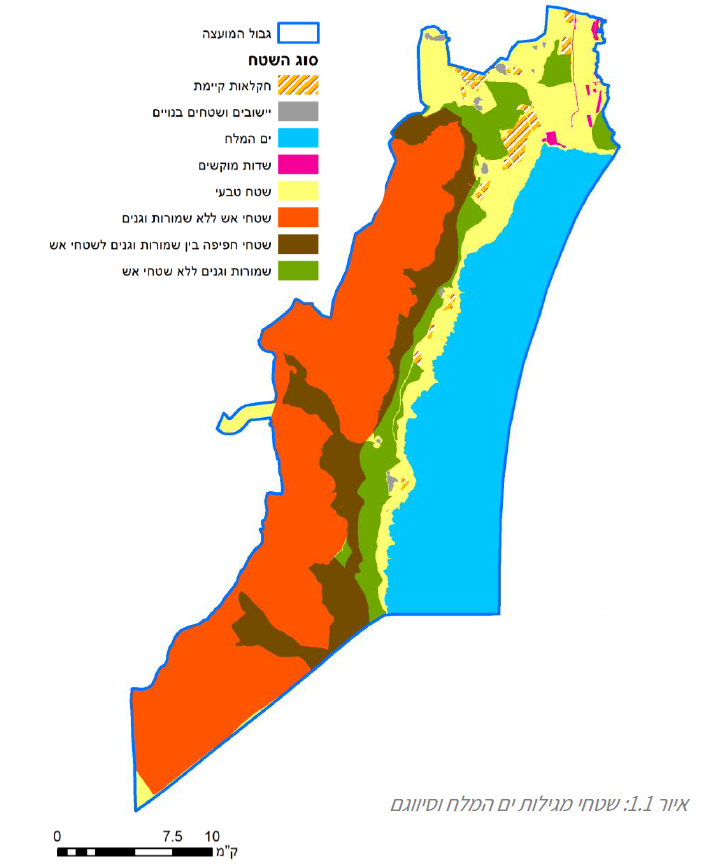 גבול המועצה
סוג השטח
חקלאות קיימת
יישובים ושטחים בנויים
ים המלח
שדות מוקשים
שטח טבעי
שטחי אש ללא שמורות וגנים
שטחי חפיפה בין שמורות וגנים לשטחי אש
שמורות וגנים ללא שטחי אש
איור 1.1: שטחי מגילות ים המלח וסיווגם
0 7.5 10
ק"מ